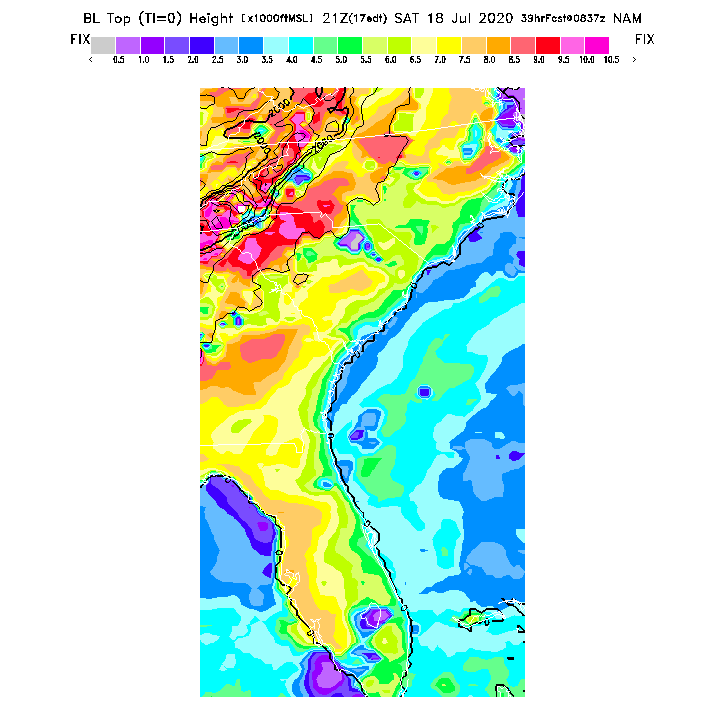 BL Top (TI=0) Height [x1000ftMSL] 21Z(17edt) SAT 18 Jul 2020 39hrFcst@0837z NAM
FIX FIX
< 0.5 1.0 1.5 2.0 2.5 3.0 3.5 4.0 4.5 5.0 5.5 6.0 6.5 7.0 7.5 8.0 8.5 9.0 9.5 10.0 10.5 >
2000
2000
2000